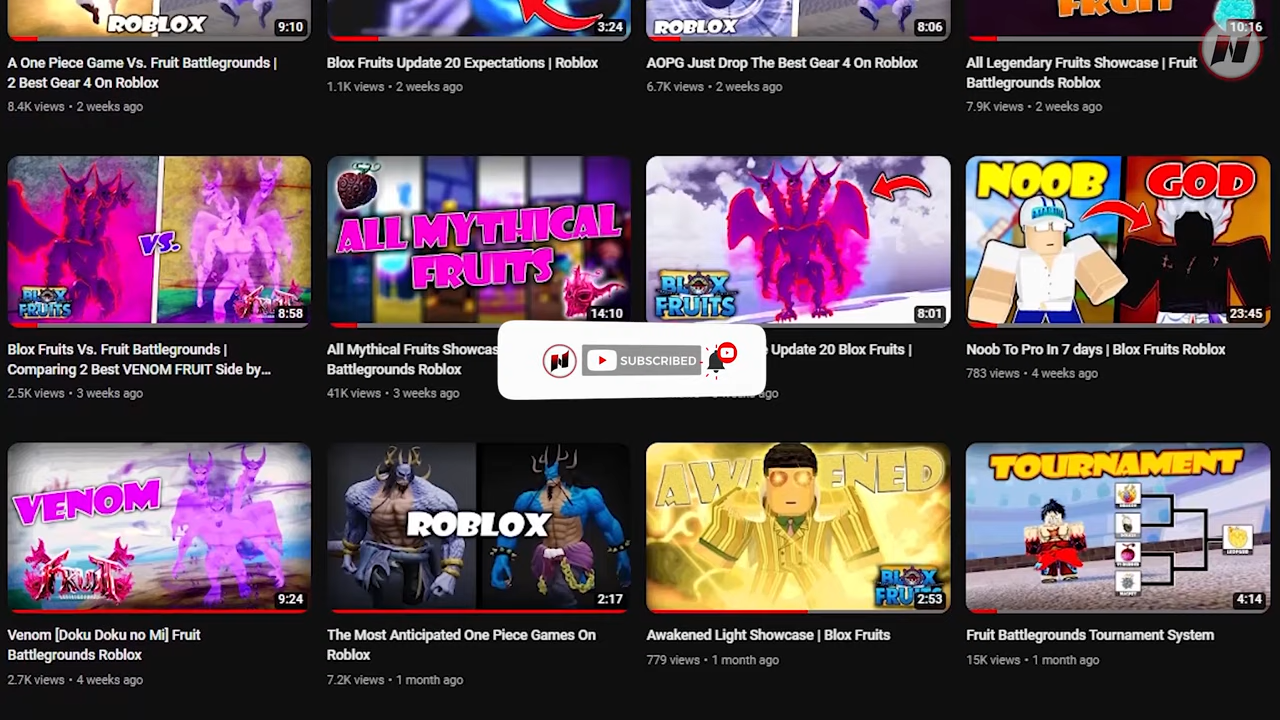 ROBLOX
9:10
3:24
ROBLOX
8:06
FRUIT
10:16
A One Piece Game Vs. Fruit Battlegrounds |
2 Best Gear 4 On Roblox
8.4K views • 2 weeks ago
Blox Fruits Update 20 Expectations | Roblox
1.1K views • 2 weeks ago
AOPG Just Drop The Best Gear 4 On Roblox
6.7K views • 2 weeks ago
All Legendary Fruits Showcase | Fruit
Battlegrounds Roblox
7.9K views • 2 weeks ago
VS.
BLOX
FRUITS
FRUIT
8:58
ALL MYTHICAL
FRUITS
14:10
BLOX
FRUITS
8:01
NOOB
GOD
23:45
Blox Fruits Vs. Fruit Battlegrounds |
Comparing 2 Best VENOM FRUIT Side by...
2.5K views • 3 weeks ago
All Mythical Fruits Showcas
Battlegrounds Roblox
41K views • 3 weeks ago
Update 20 Blox Fruits |
ago
Noob To Pro In 7 days | Blox Fruits Roblox
783 views • 4 weeks ago
SUBSCRIBED
VENOM
FRUIT
9:24
ROBLOX
2:17
AWAKENED
BLOX
FRUITS
2:53
TOURNAMENT
4:14
Venom [Doku Doku no Mi] Fruit
Battlegrounds Roblox
2.7K views • 4 weeks ago
The Most Anticipated One Piece Games On
Roblox
7.2K views • 1 month ago
Awakened Light Showcase | Blox Fruits
779 views • 1 month ago
Fruit Battlegrounds Tournament System
15K views • 1 month ago